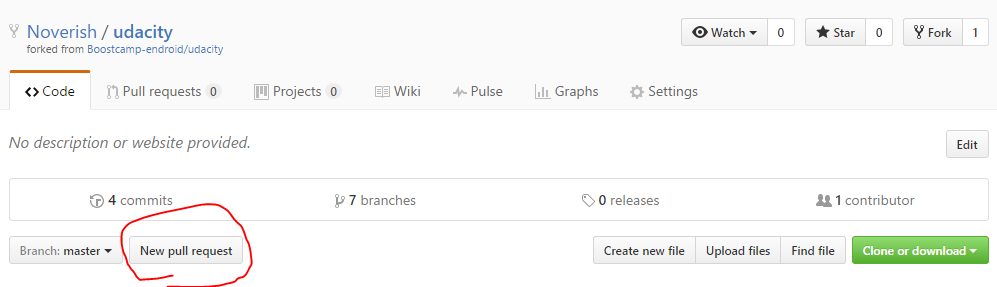 Noverish / udacity
forked from Boostcamp-endroid/udacity
Watch 0 Star 0 Fork 1
Code Pull requests 0 Projects 0 Wiki Pulse Graphs Settings
No description or website provided. Edit
4 commits 7 branches 0 releases 1 contributor
Branch: master New pull request Create new file Upload files Find file Clone or download